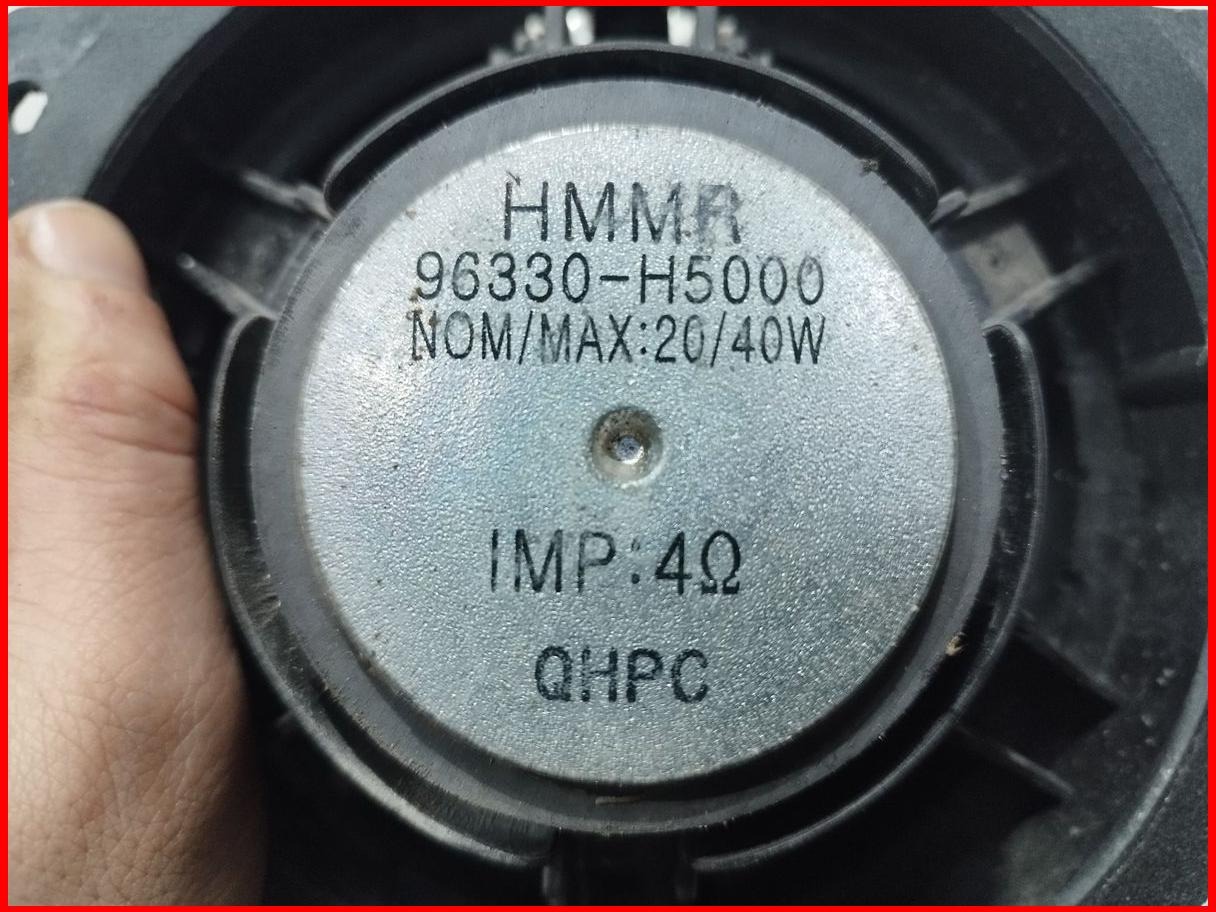 HMMR
96330-H5000
NOM/MAX:20/40W
IMP:4Ω
QHPC